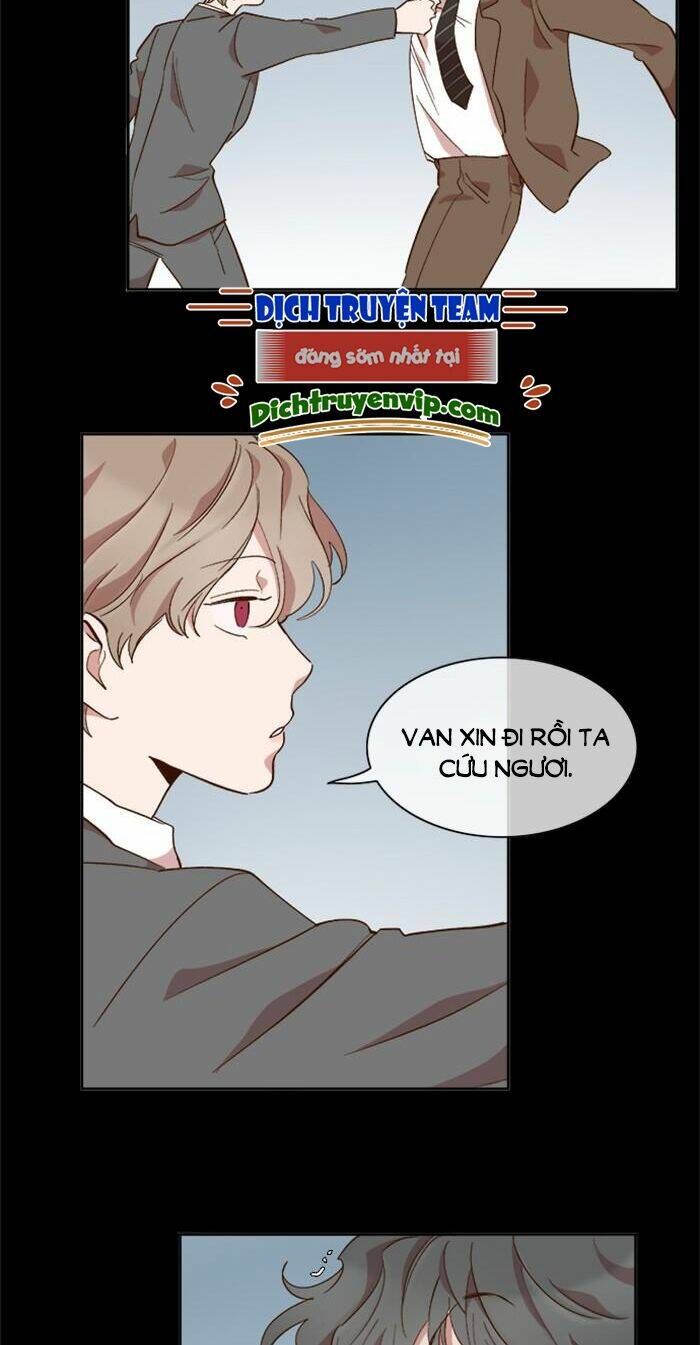 DỊCH TRUYỆN TEAM
đăng sớm nhất tại
Dichtruyenvip.com
VAN XIN ĐI RỒI TA
CỨU NGƯƠI.